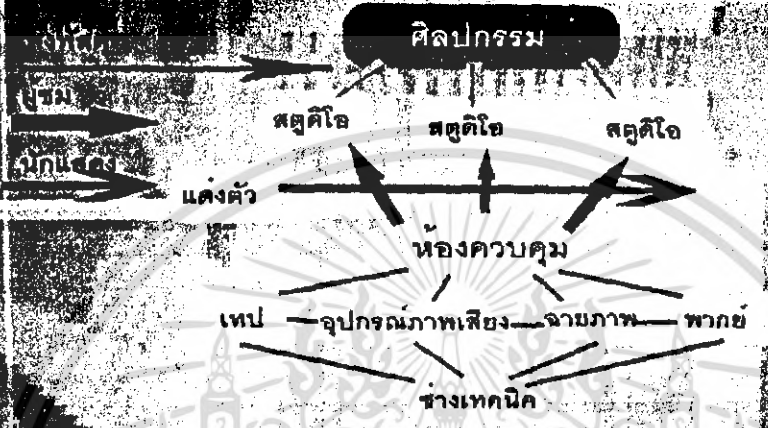 ศิลปกรรม
ผู้ชม
สตูดิโอ สตูดิโอ สตูดิโอ
นักแสดง
แต่งตัว
ห้องควบคุม
เทป อุปกรณ์ภาพเสียง ฉายภาพ พากย์
ช่างเทคนิค